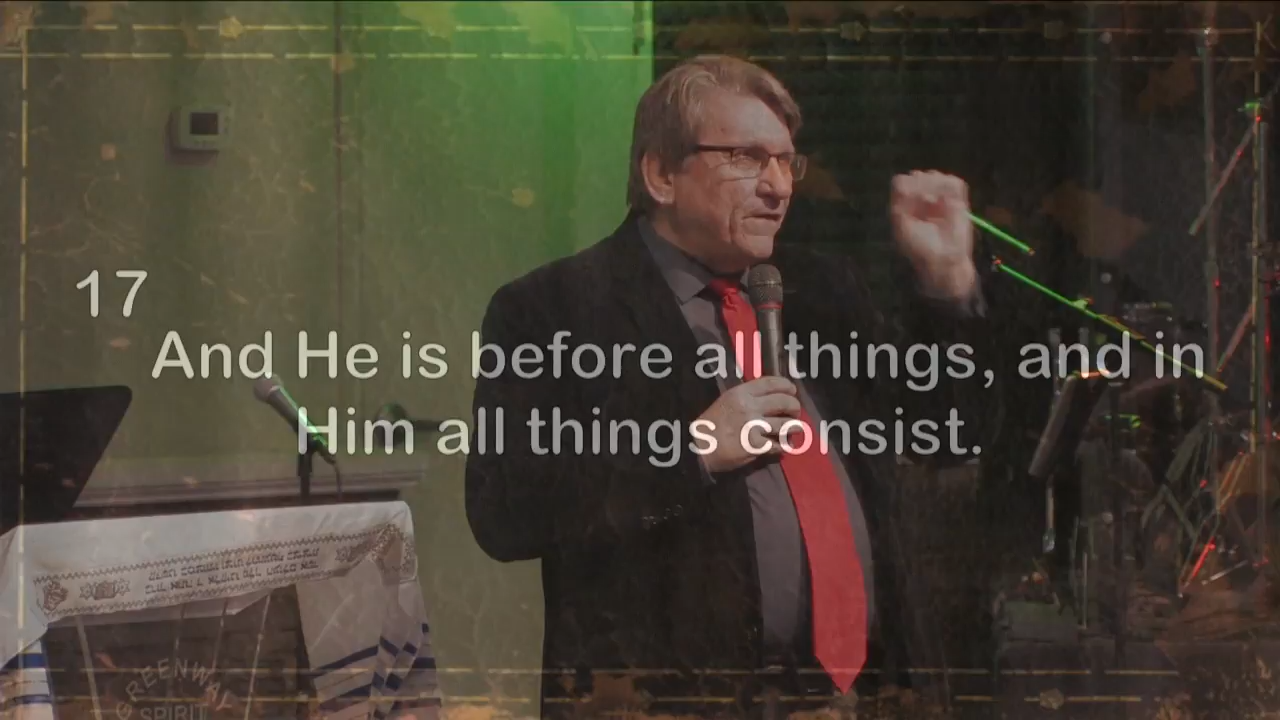 17
And He is before all things, and in
Him all things consist.
GREENWAY
SPIRIT